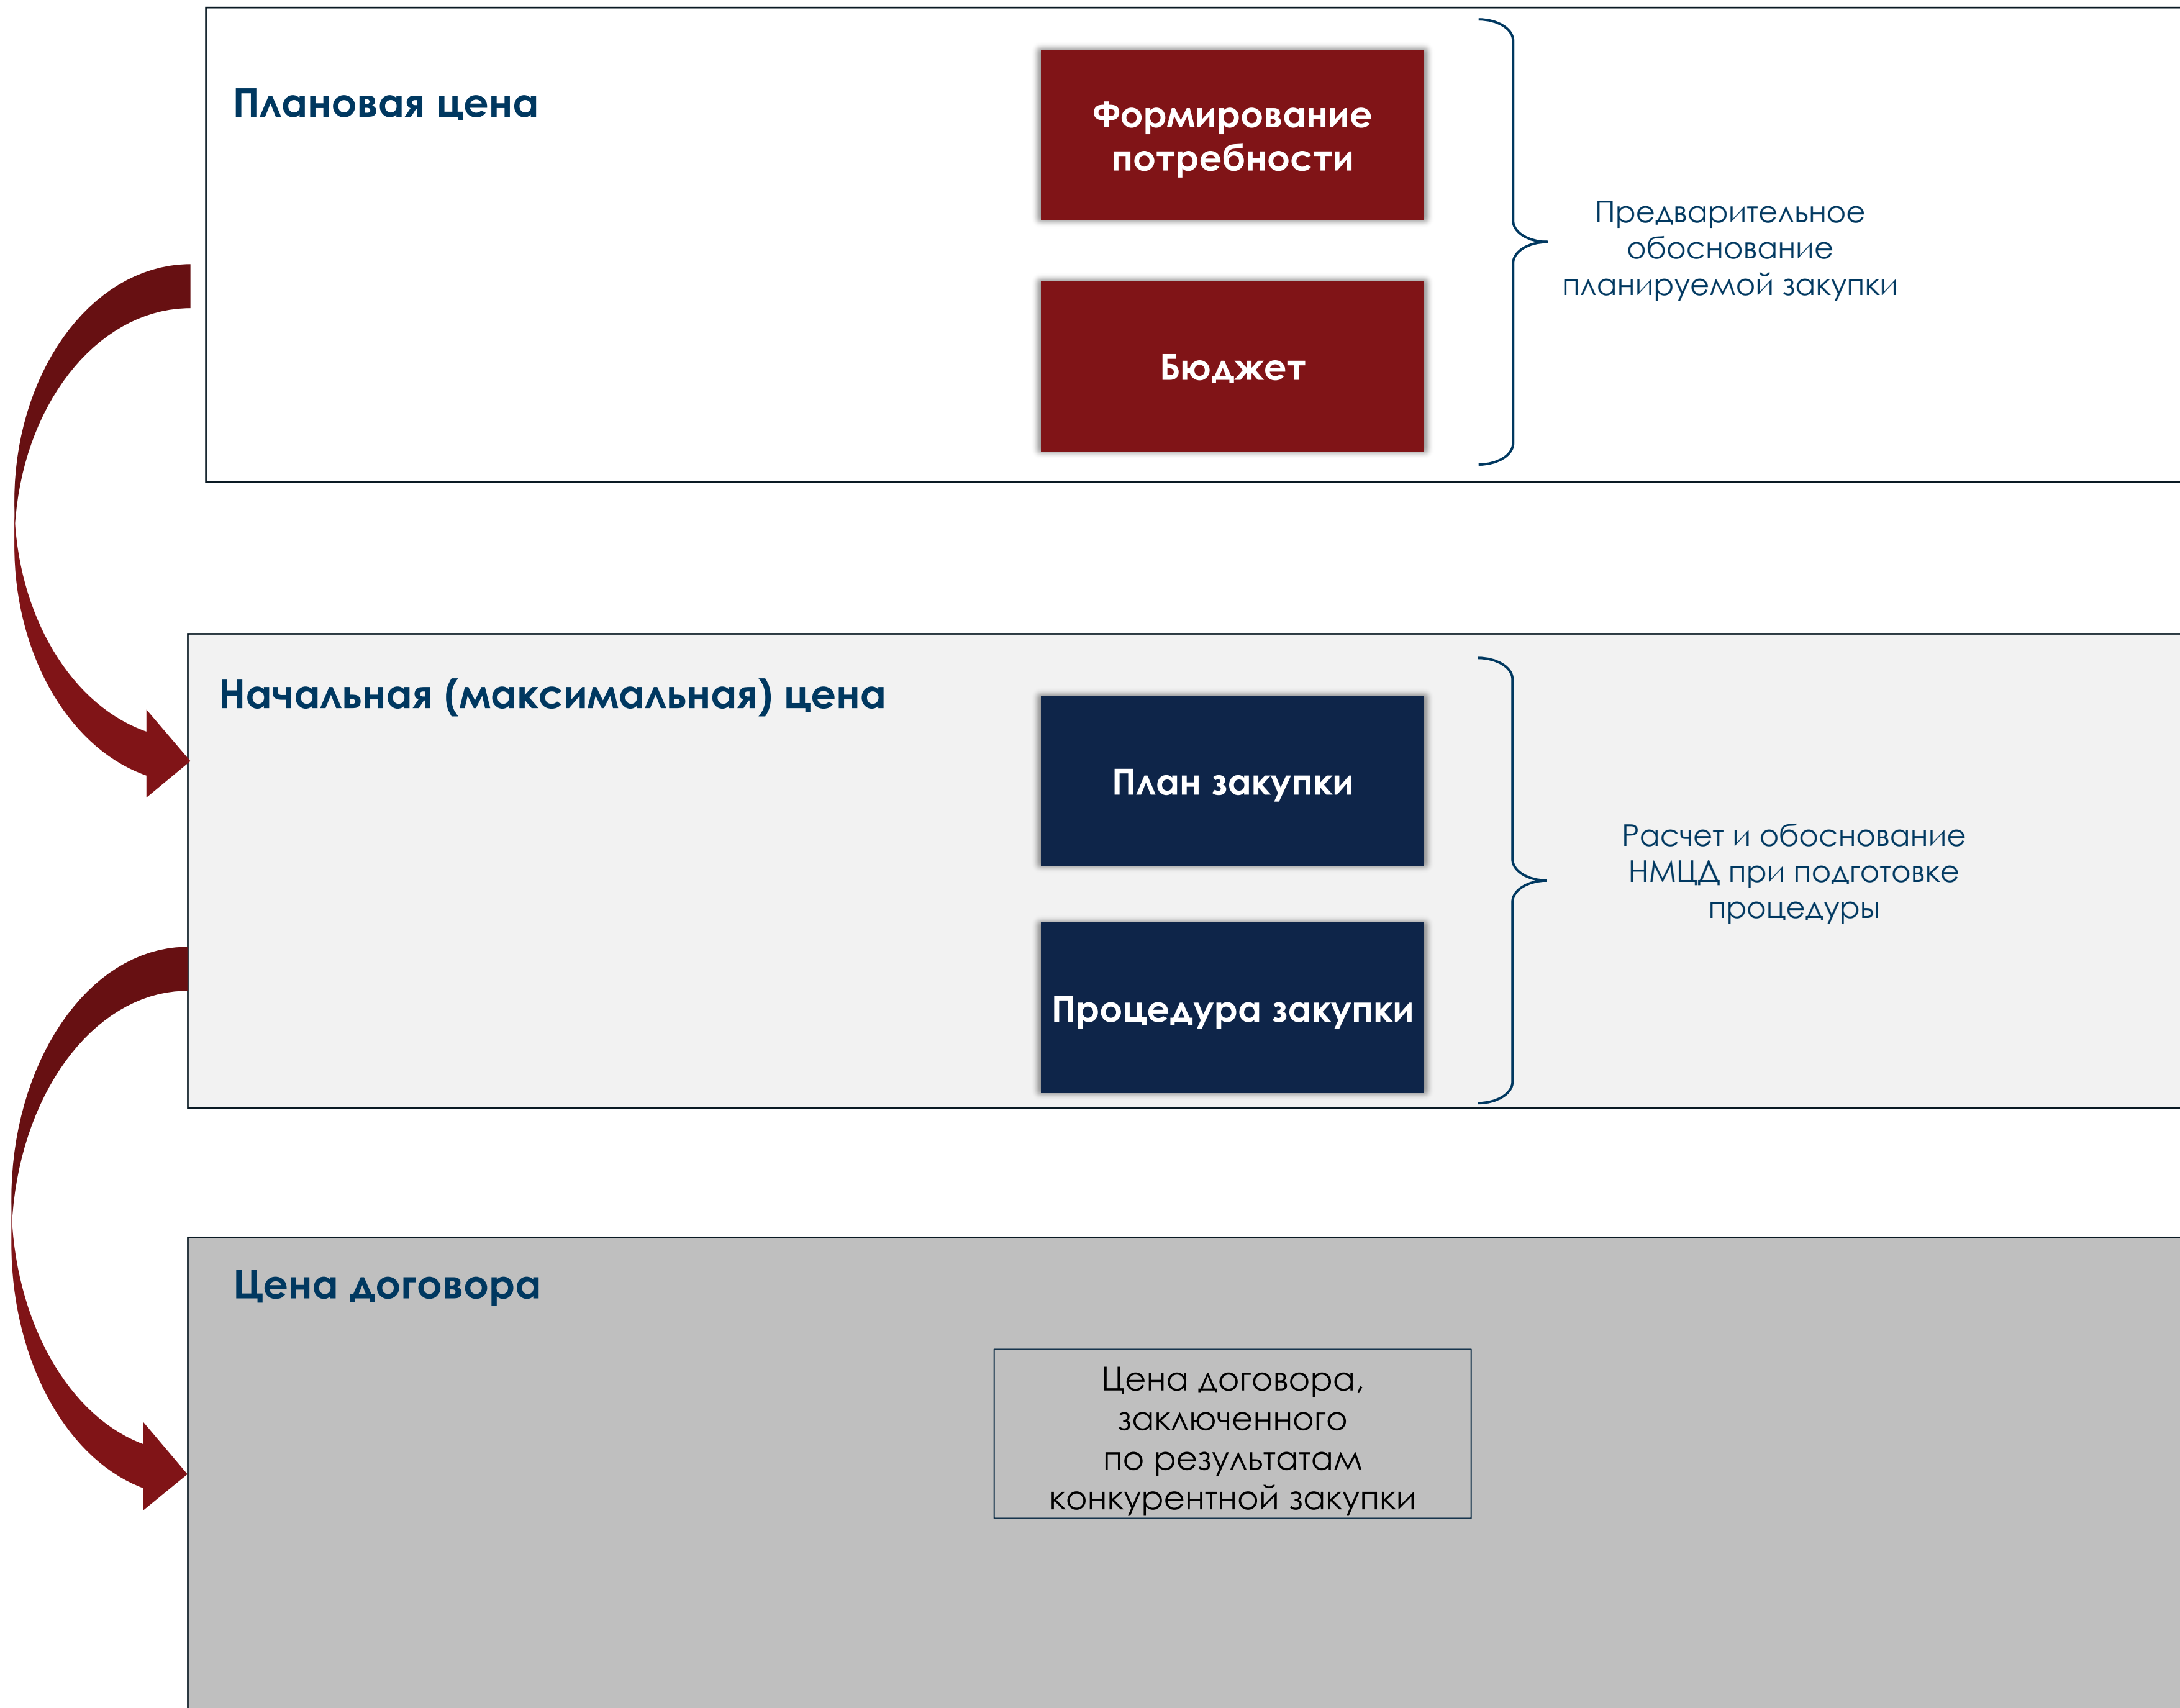 Плановая цена
Формирование
потребности
Бюджет
Предварительное
обоснование
планируемой закупки
Начальная (максимальная) цена
План закупки
Процедура закупки
Расчет и обоснование
НМЦД при подготовке
процедуры
Цена договора
Цена договора,
заключенного
по результатам
конкурентной закупки